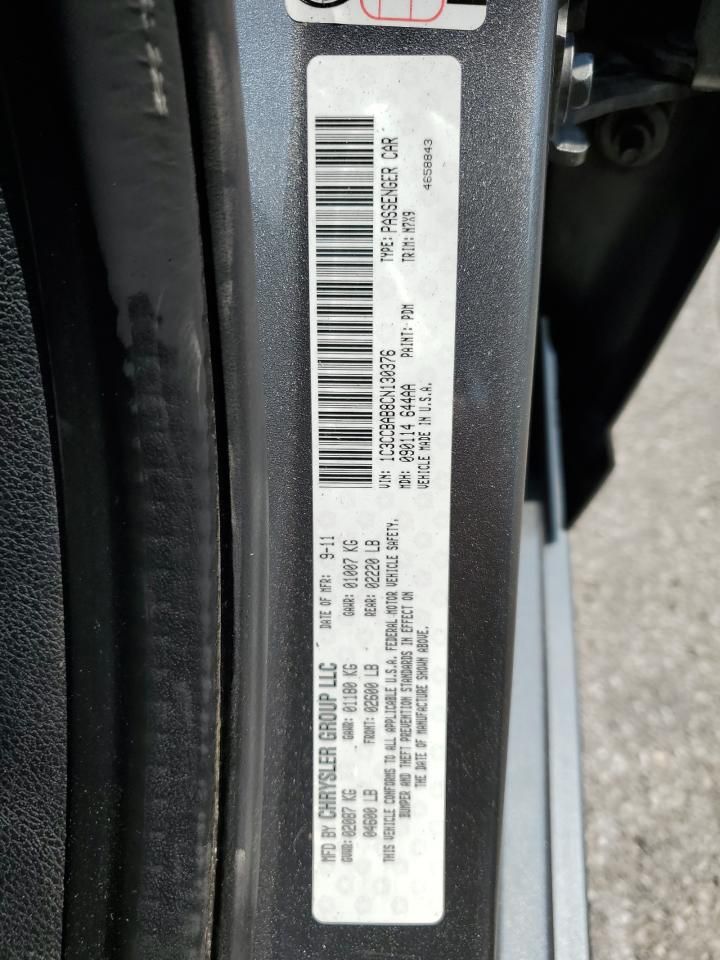 MFD BY CHRYSLER GROUP LLC DATE OF MFR: 9-11
GVWR: 02087 KG GAWR: 01180 KG GAWR: 01007 KG
04600 LB FRONT: 02600 LB REAR: 02220 LB
THIS VEHICLE CONFORMS TO ALL APPLICABLE U.S.A. FEDERAL MOTOR VEHICLE SAFETY,
BUMPER AND THEFT PREVENTION STANDARDS IN EFFECT ON
THE DATE OF MANUFACTURE SHOWN ABOVE.
VIN: 1C3CCBAB8CN130376 TYPE: PASSENGER CAR
MDH: 090114 644AA PAINT: PDM TRIM: M7X9
VEHICLE MADE IN U.S.A. 4658843